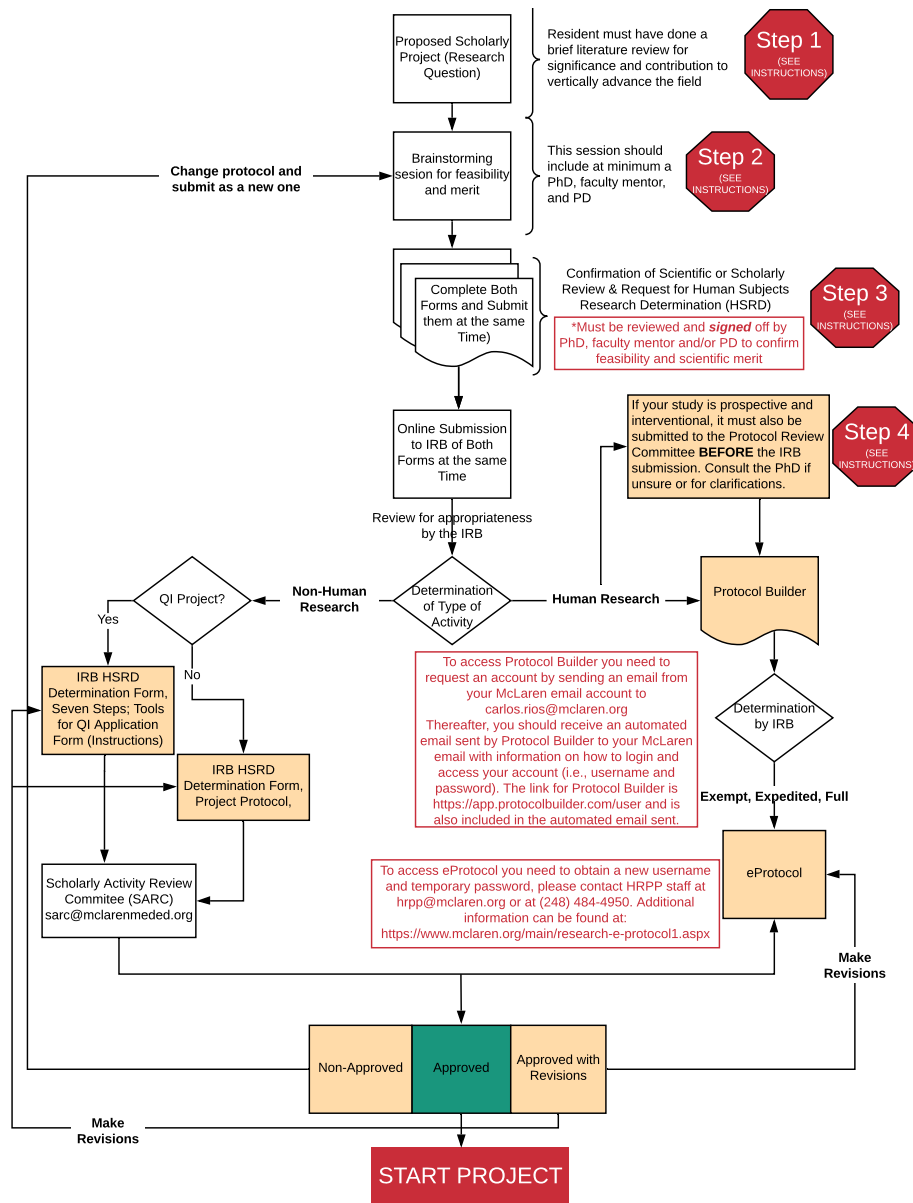 Proposed Scholarly
Project (Research
Question)
Resident must have done a
brief literature review for
significance and contribution to
vertically advance the field
Step 1
(SEE
INSTRUCTIONS)
Change protocol and
submit as a new one
Brainstorming
sesion for feasibility
and merit
This session should
include at minimum a
PhD, faculty mentor,
and PD
Step 2
(SEE
INSTRUCTIONS)
Complete Both
Forms and Submit
them at the same
Time)
Confirmation of Scientific or Scholarly
Review & Request for Human Subjects
Research Determination (HSRD)
*Must be reviewed and signed off by
PhD, faculty mentor and/or PD to confirm
feasibility and scientific merit
Step 3
(SEE
INSTRUCTIONS)
Online Submission
to IRB of Both
Forms at the same
Time
If your study is prospective and
interventional, it must also be
submitted to the Protocol Review
Committee BEFORE the IRB
submission. Consult the PhD if
unsure or for clarifications.
Step 4
(SEE
INSTRUCTIONS)
Review for appropriateness
by the IRB
QI Project?
Non-Human
Research
Determination
of Type of
Activity
Human Research
Protocol Builder
Yes
No
IRB HSRD
Determination Form,
Seven Steps; Tools
for QI Application
Form (Instructions)
To access Protocol Builder you need to
request an account by sending an email from
your McLaren email account to
carlos.rios@mclaren.org
Thereafter, you should receive an automated
email sent by Protocol Builder to your McLaren
email with information on how to login and
access your account (i.e., username and
password). The link for Protocol Builder is
https://app.protocolbuilder.com/user and is
also included in the automated email sent.
Determination
by IRB
IRB HSRD
Determination Form,
Project Protocol,
Exempt, Expedited, Full
Scholarly Activity Review
Commitee (SARC)
sarc@mclarenmeded.org
To access eProtocol you need to obtain a new username
and temporary password, please contact HRPP staff at
hrpp@mclaren.org or at (248) 484-4950. Additional
information can be found at:
https://www.mclaren.org/main/research-e-protocol1.aspx
eProtocol
Make
Revisions
Non-Approved
Approved
Approved with
Revisions
Make
Revisions
START PROJECT